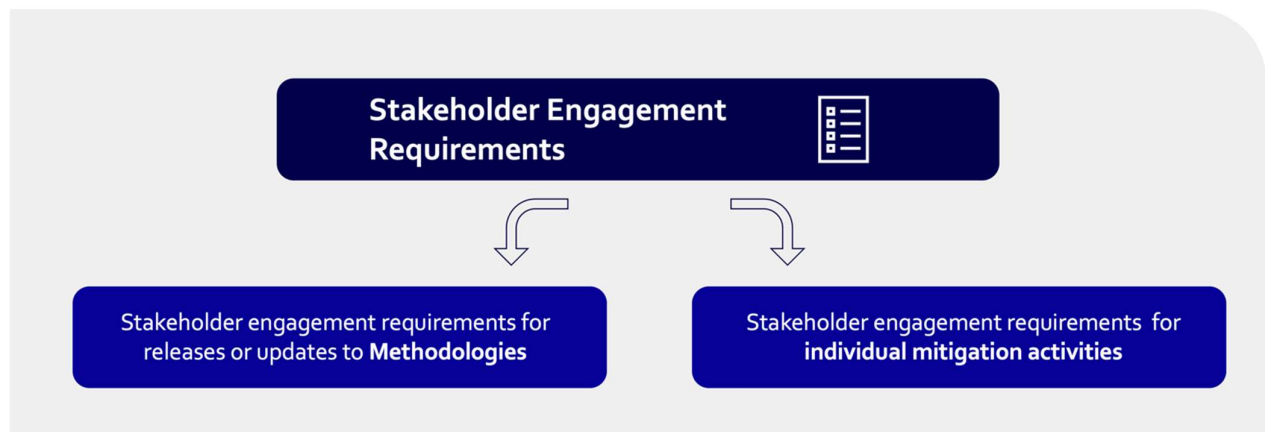 Stakeholder Engagement
Requirements
Stakeholder engagement requirements for
releases or updates to Methodologies
Stakeholder engagement requirements for
individual mitigation activities